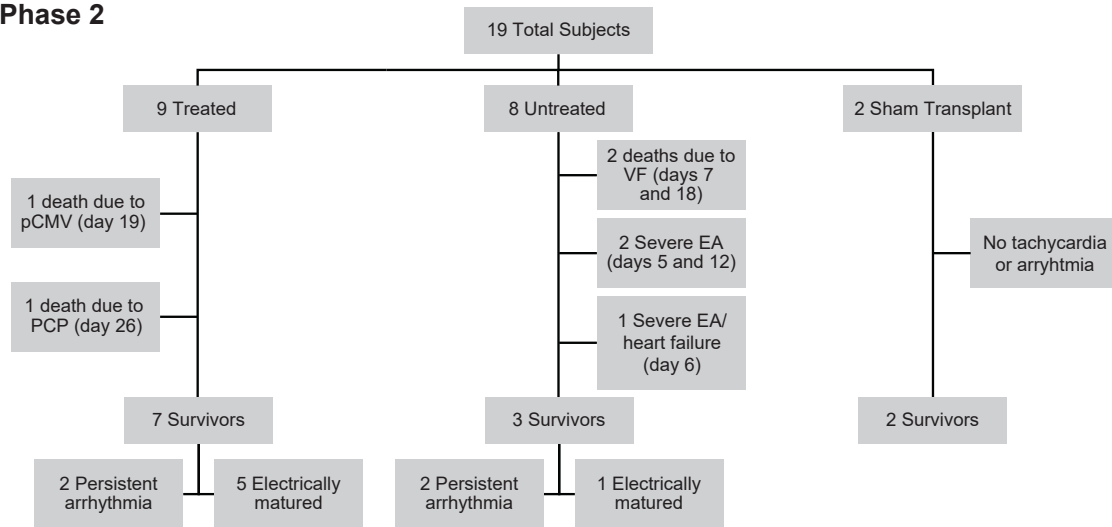 Phase 2
19 Total Subjects
9 Treated
8 Untreated
2 Sham Transplant
1 death due to
pCMV (day 19)
1 death due to
PCP (day 26)
2 deaths due to
VF (days 7
and 18)
2 Severe EA
(days 5 and 12)
1 Severe EA/
heart failure
(day 6)
No tachycardia
or arryhtmia
7 Survivors
3 Survivors
2 Survivors
2 Persistent
arrhythmia
5 Electrically
matured
2 Persistent
arrhythmia
1 Electrically
matured